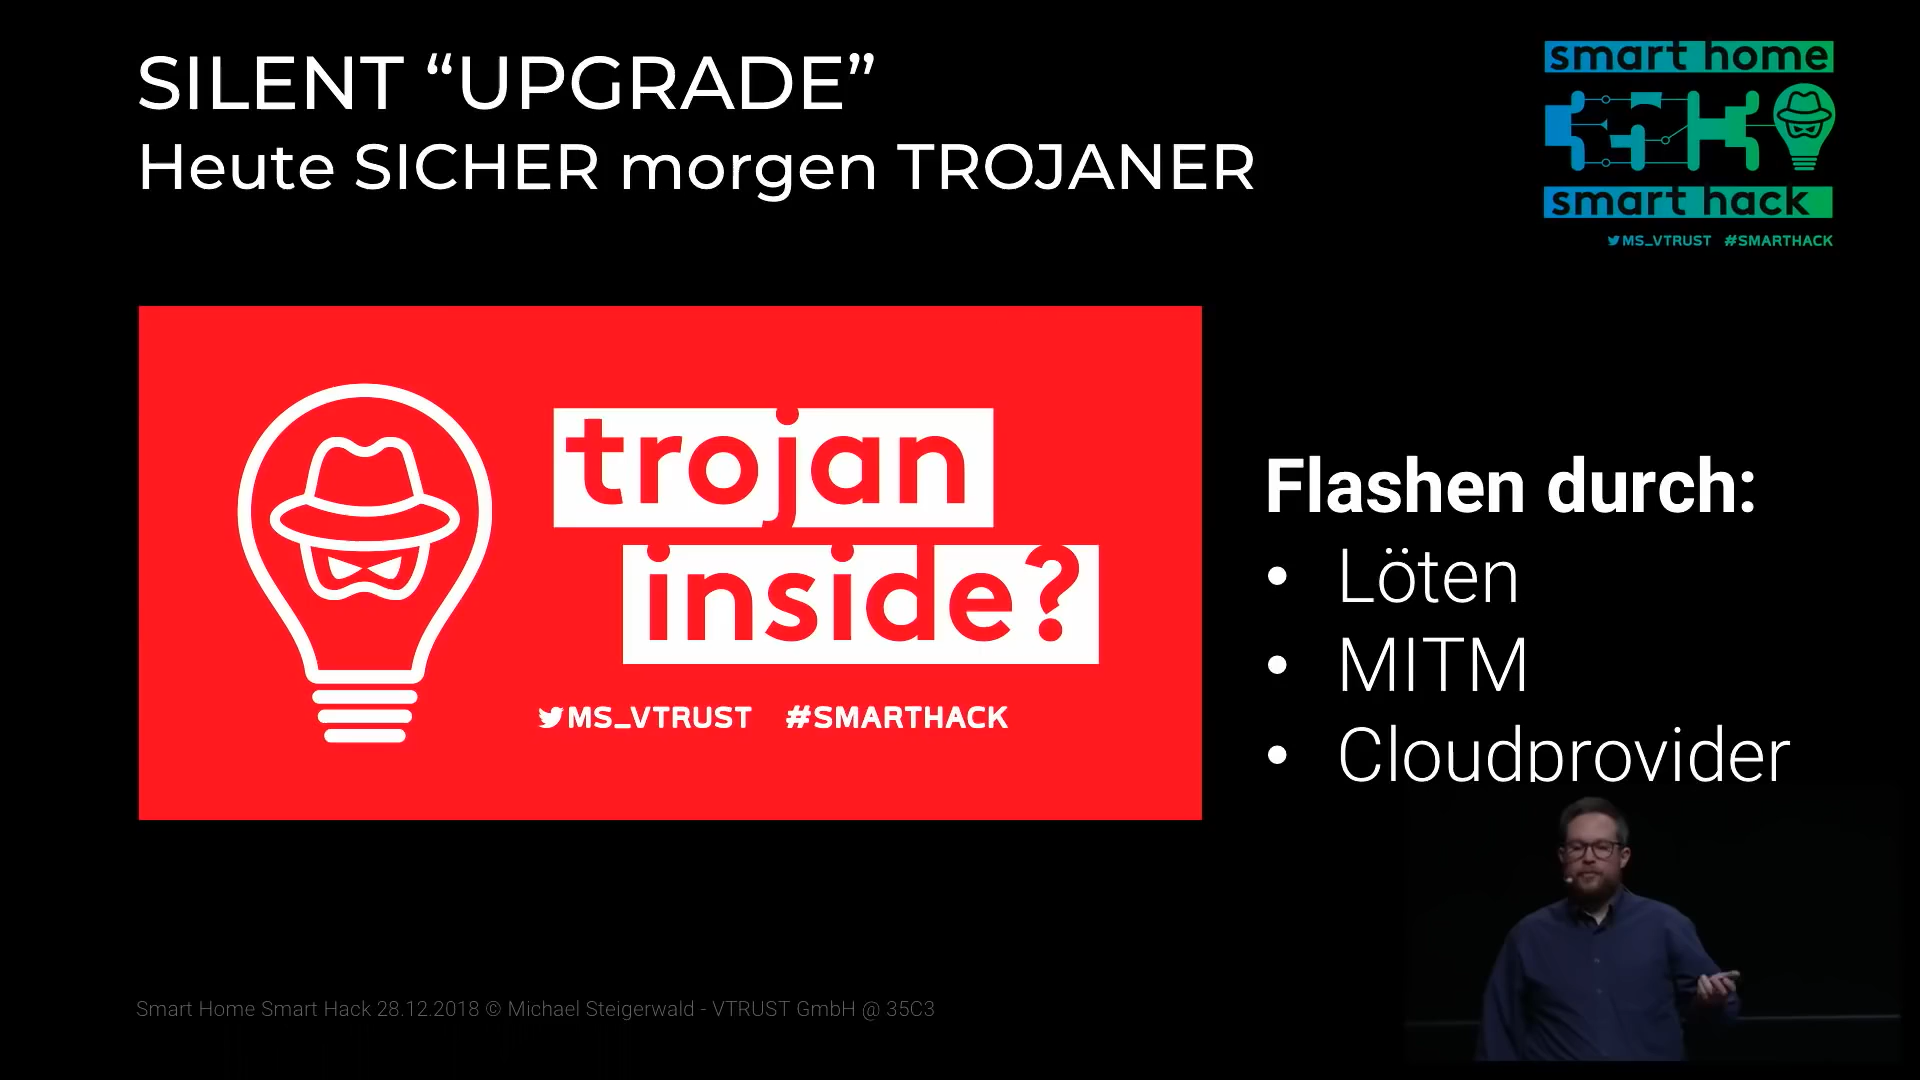 SILENT “UPGRADE”
Heute SICHER morgen TROJANER
smart home
35C3
smart hack
MS_VTRUST #SMARTHACK
trojan
inside?
MS_VTRUST #SMARTHACK
Flashen durch:
• Löten
• MITM
• Cloudprovider
Smart Home Smart Hack 28.12.2018 © Michael Steigerwald - VTRUST GmbH @ 35C3